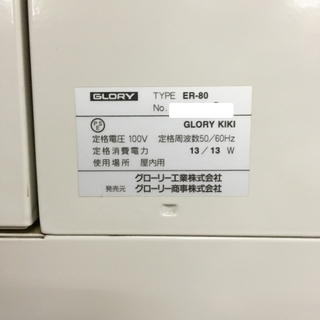 GLORY TYPE ER-80
No.
GLORY KIKI
定格電圧 100V 定格周波数50/60Hz
定格消費電力 13/13 W
使用場所 屋内用
グローリー工業株式会社
発売元 グローリー商事株式会社